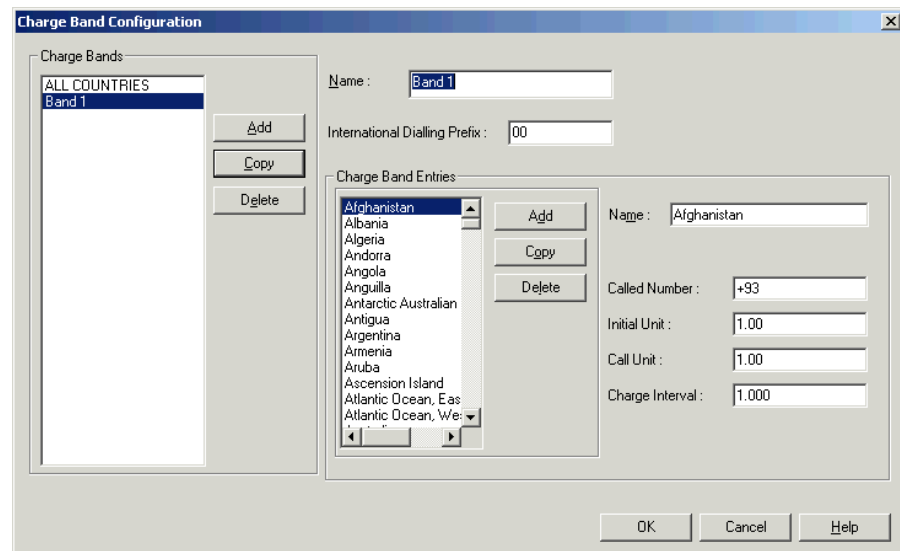 Charge Band Configuration
Charge Bands
ALL COUNTRIES
Band 1
Add
Copy
Delete
Name :
Band 1
International Dialling Prefix :
00
Charge Band Entries
Afghanistan
Albania
Algeria
Andorra
Angola
Anguilla
Antarctic Australian
Antigua
Argentina
Armenia
Aruba
Ascension Island
Atlantic Ocean, Eas
Atlantic Ocean, We
Add
Copy
Delete
Name :
Afghanistan
Called Number :
+93
Initial Unit :
1.00
Call Unit :
1.00
Charge Interval :
1.000
OK
Cancel
Help